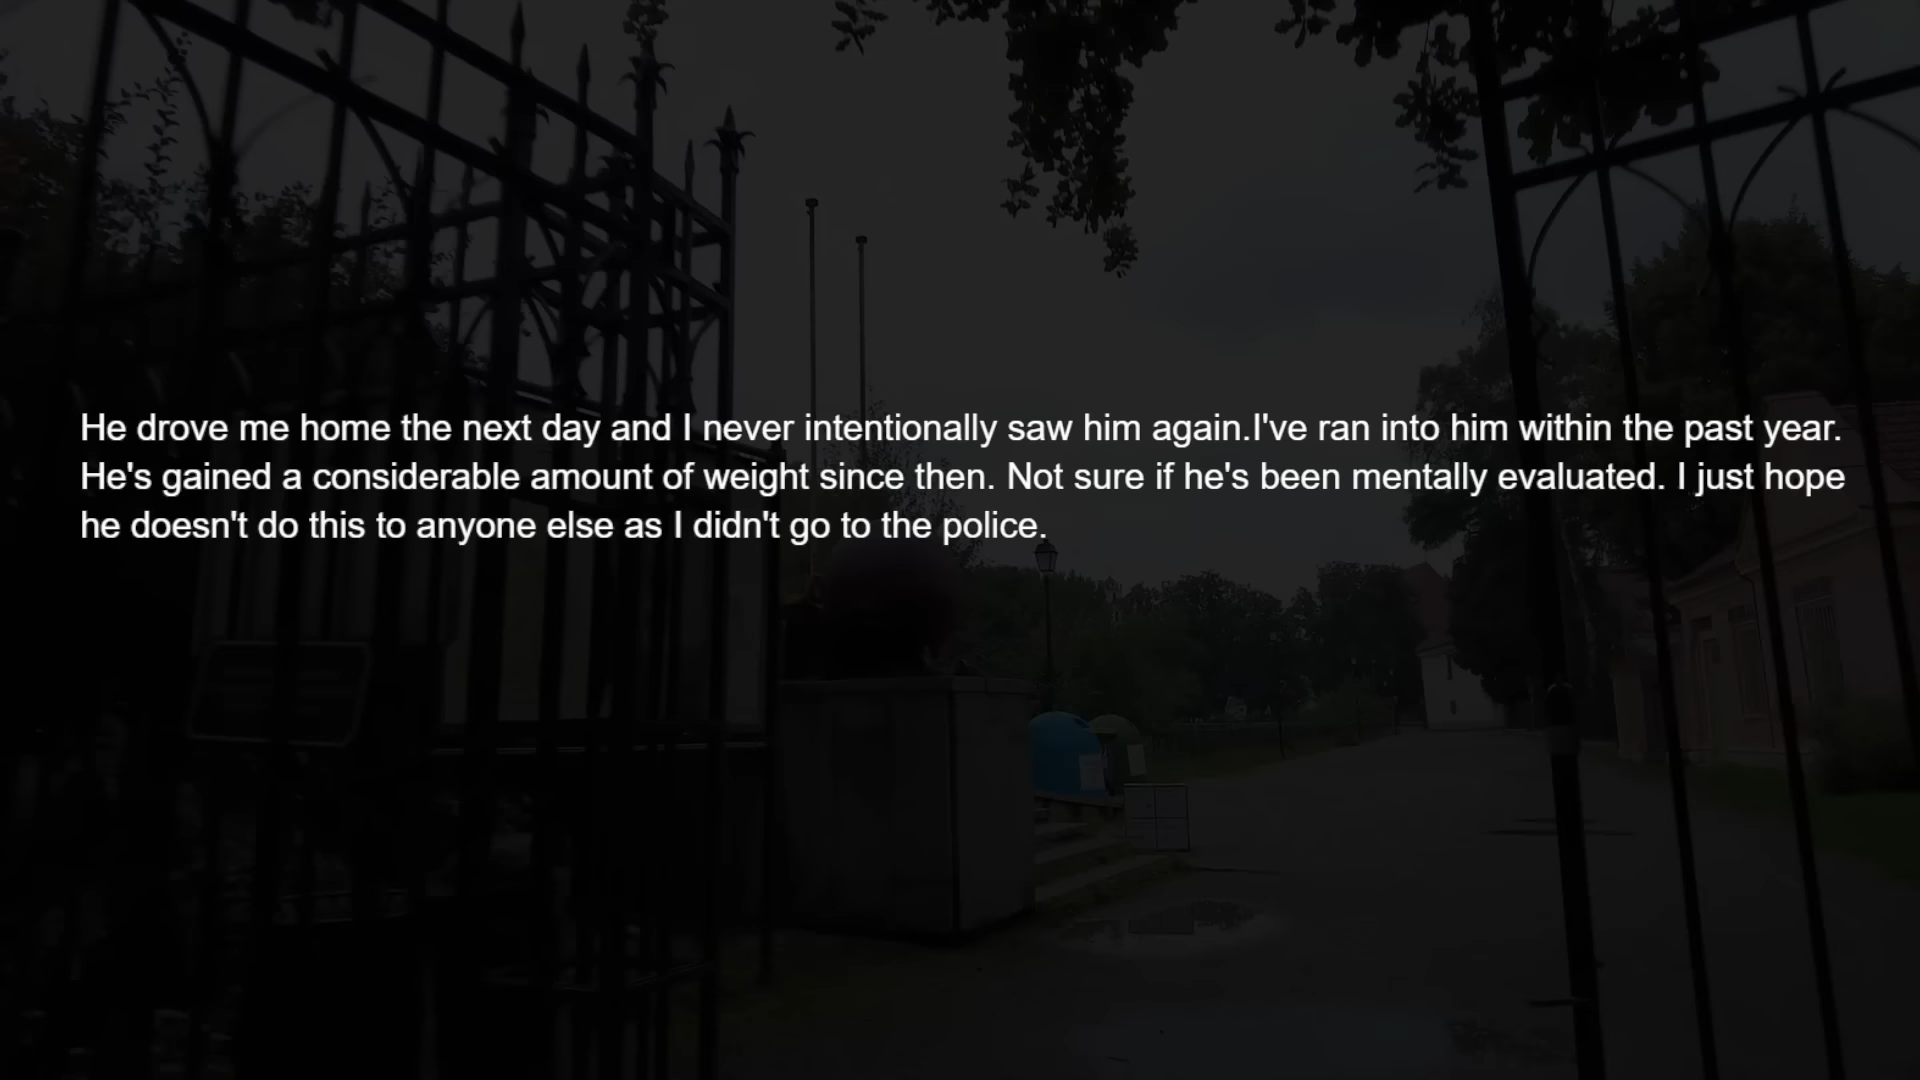 He drove me home the next day and I never intentionally saw him again.I've ran into him within the past year.
He's gained a considerable amount of weight since then. Not sure if he's been mentally evaluated. I just hope
he doesn't do this to anyone else as I didn't go to the police.